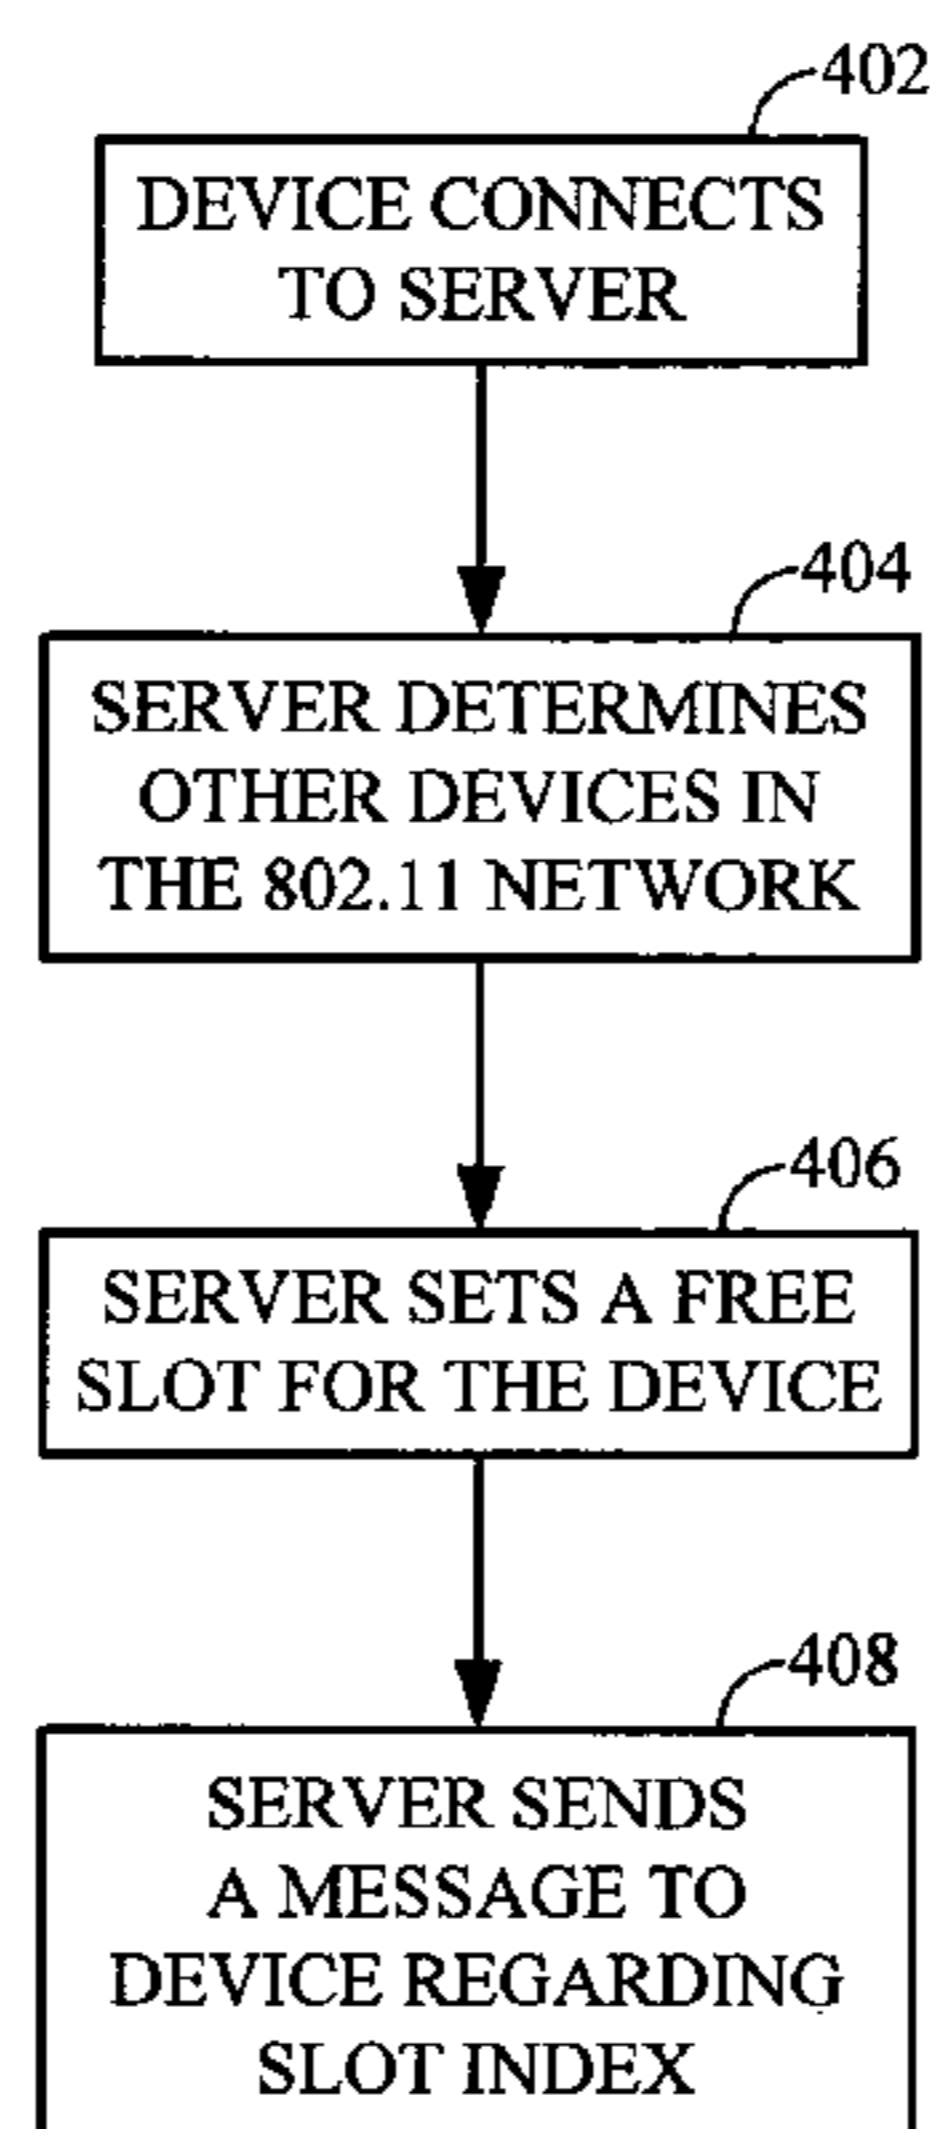 402
DEVICE CONNECTS
TO SERVER
404
SERVER DETERMINES
OTHER DEVICES IN
THE 802.11 NETWORK
406
SERVER SETS A FREE
SLOT FOR THE DEVICE
408
SERVER SENDS
A MESSAGE TO
DEVICE REGARDING
SLOT INDEX